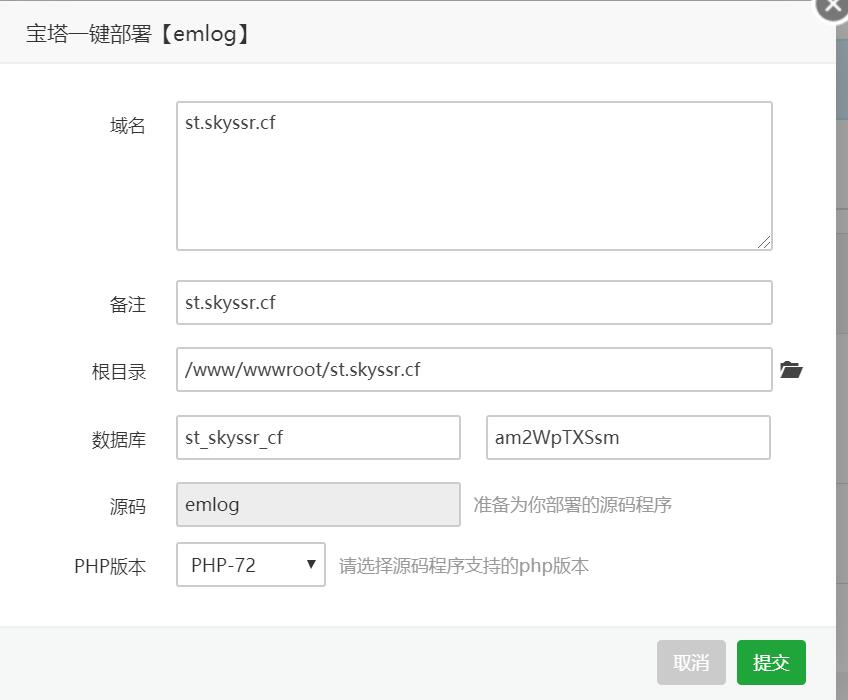 宝塔一键部署【emlog】
域名 st.skyssr.cf
备注 st.skyssr.cf
根目录 /www/wwwroot/st.skyssr.cf
数据库 st_skyssr_cf am2WpTXSsm
源码 emlog 准备为你部署的源码程序
PHP版本 PHP-72 请选择源码程序支持的php版本
取消 提交